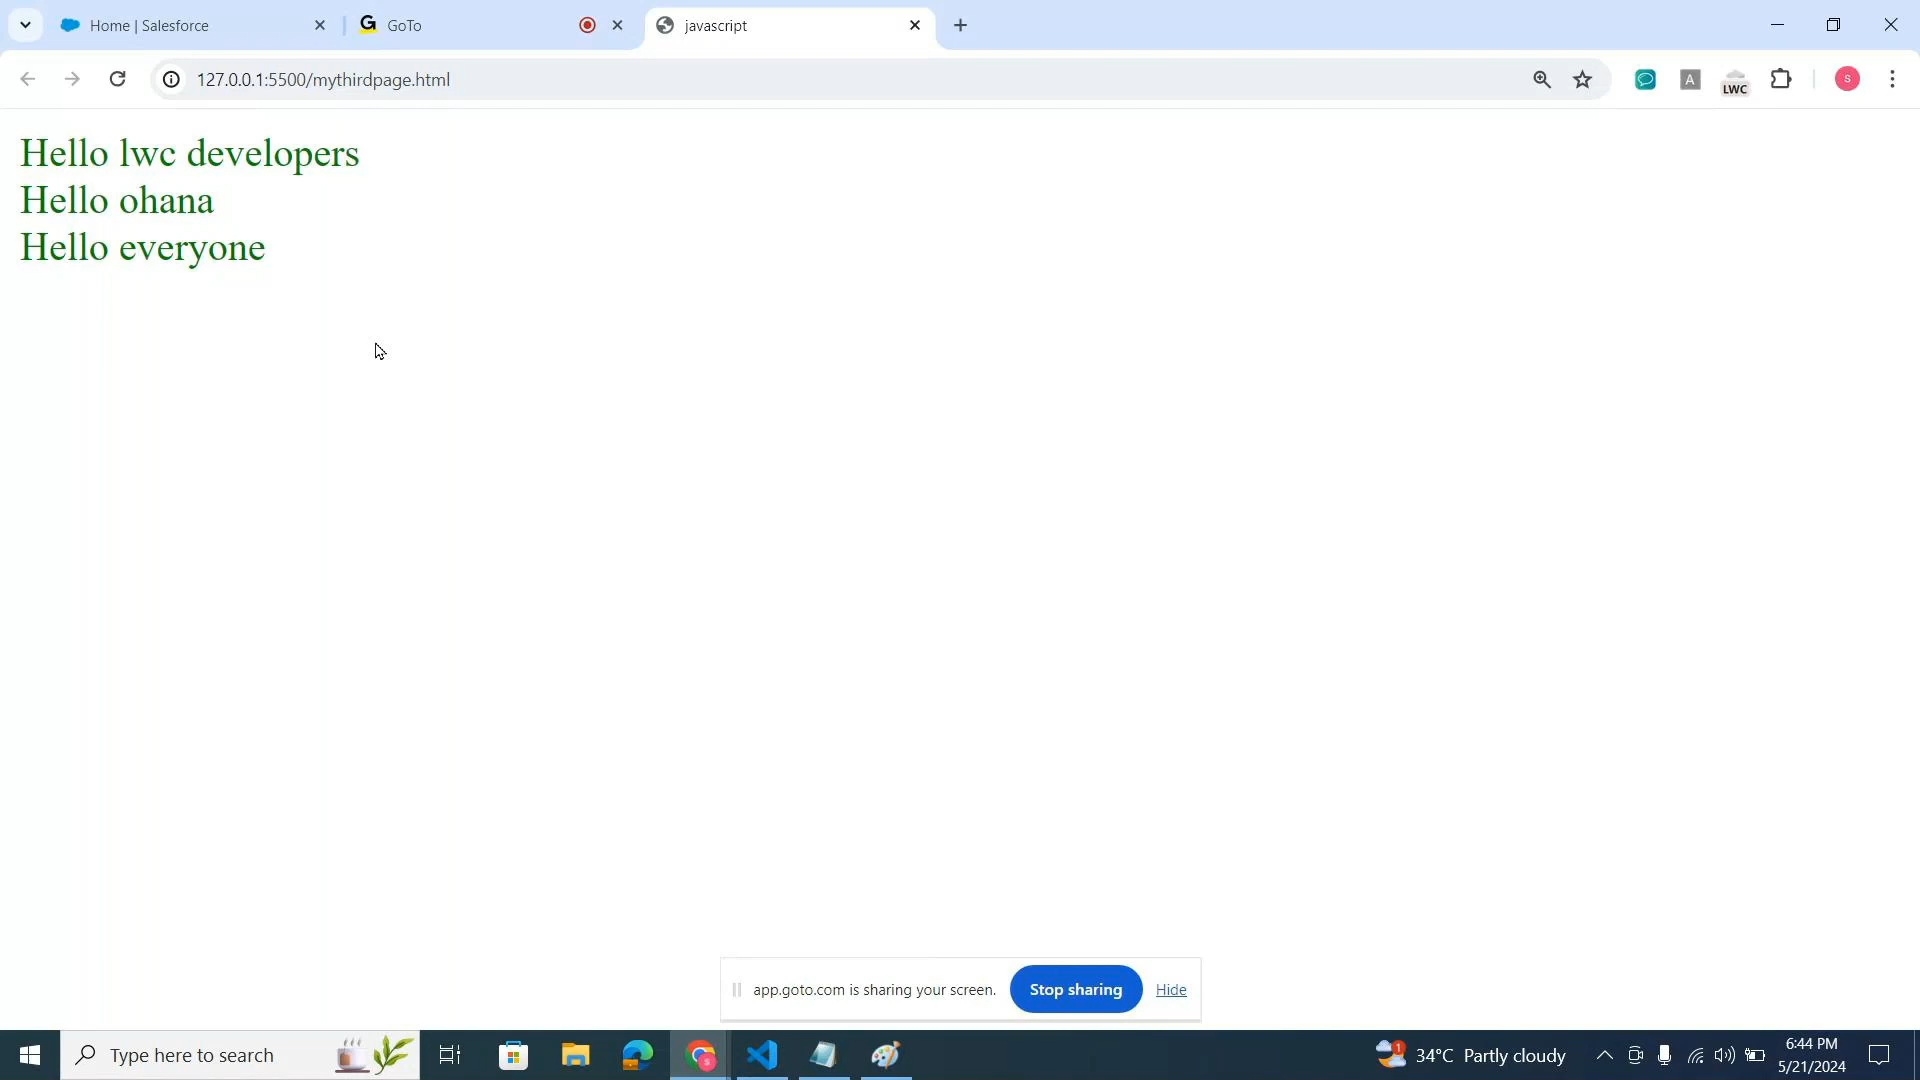 Home | Salesforce
GoTo
javascript
127.0.0.1:5500/mythirdpage.html
A
LWC
S
Hello lwc developers
Hello ohana
Hello everyone
app.goto.com is sharing your screen.
Stop sharing
Hide
Type here to search
1
34°C Partly cloudy
6:44 PM
5/21/2024